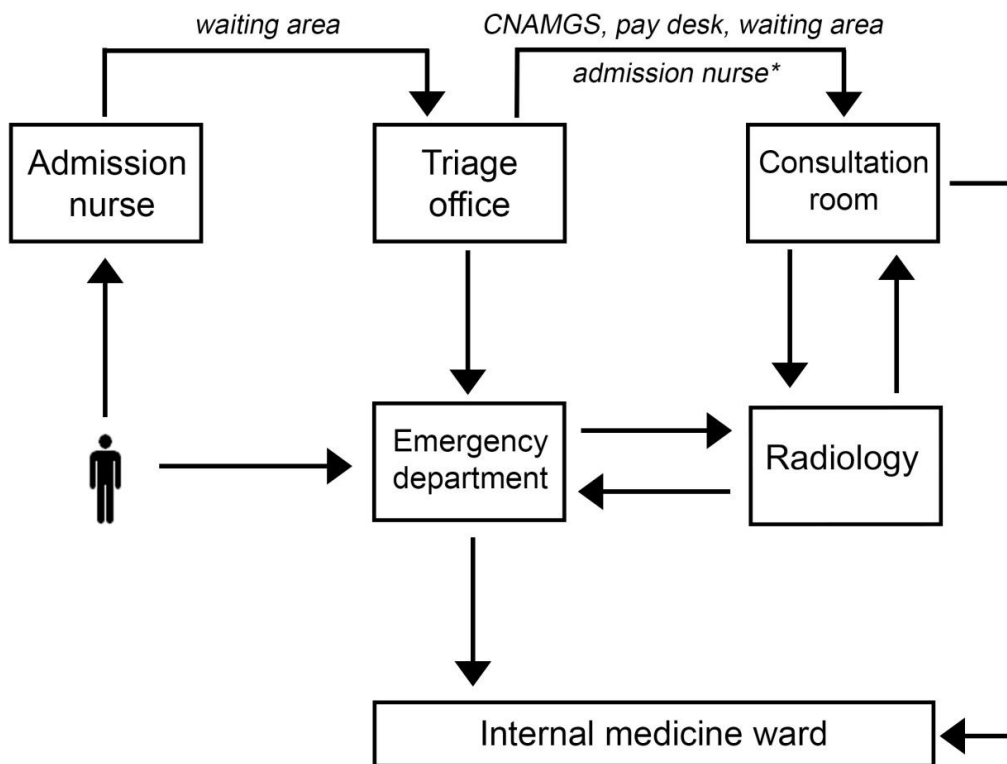 waiting area
CNAMGS, pay desk, waiting area
admission nurse*
Admission
nurse
Triage
office
Consultation
room
Emergency
department
Radiology
Internal medicine ward